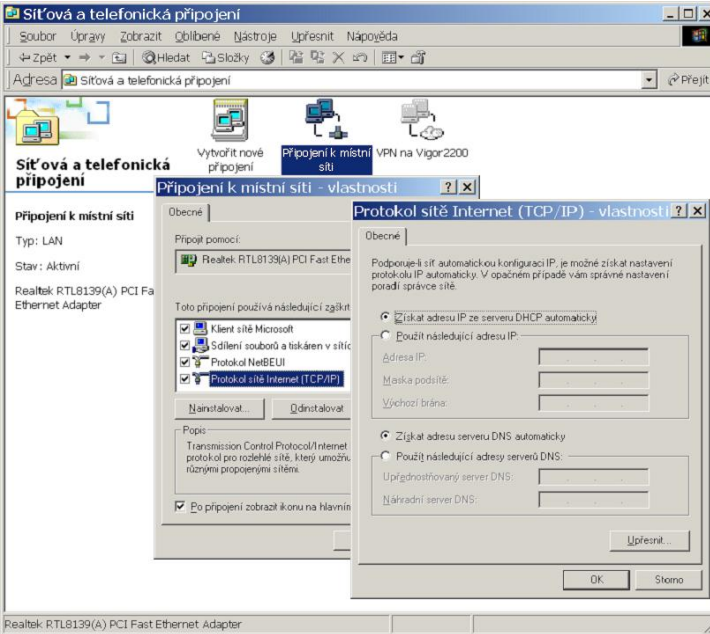 Síťová a telefonická připojení
Soubor Úpravy Zobrazit Oblíbené Nástroje Upřesnit Nápověda
Zpět Hledat Složky
Adresa Síťová a telefonická připojení Přejít
Síťová a telefonická
připojení
Připojení k místní síti
Typ: LAN
Stav: Aktivní
Realtek RTL8139(A) PCI Fa
Ethernet Adapter
Vytvořit nové
připojení
Připojení k místní
síti
VPN na Vigor2200
Připojení k místní síti - vlastnosti
Obecné
Připojit pomocí:
Realtek RTL8139(A) PCI Fast Ethe
Toto připojení používá následující zaškrt
Klient sítě Microsoft
Sdílení souborů a tiskáren v sítíc
Protokol NetBEUI
Protokol sítě Internet (TCP/IP)
Nainstalovat... Odinstalovat
Popis
Transmission Control Protocol/Internet
protokol pro rozlehlé sítě, který umožňu
různými propojenými sítěmi.
Po připojení zobrazit ikonu na hlavním
Protokol sítě Internet (TCP/IP) - vlastnosti
Obecné
Podporuje-li síť automatickou konfiguraci IP, je možné získat nastavení
protokolu IP automaticky. V opačném případě vám správné nastavení
poradí správce sítě.
Získat adresu IP ze serveru DHCP automaticky
Použít následující adresu IP:
Adresa IP:
Maska podsítě:
Výchozí brána:
Získat adresu serveru DNS automaticky
Použít následující adresy serverů DNS:
Upřednostňovaný server DNS:
Náhradní server DNS:
Upřesnit...
OK Storno
Realtek RTL8139(A) PCI Fast Ethernet Adapter